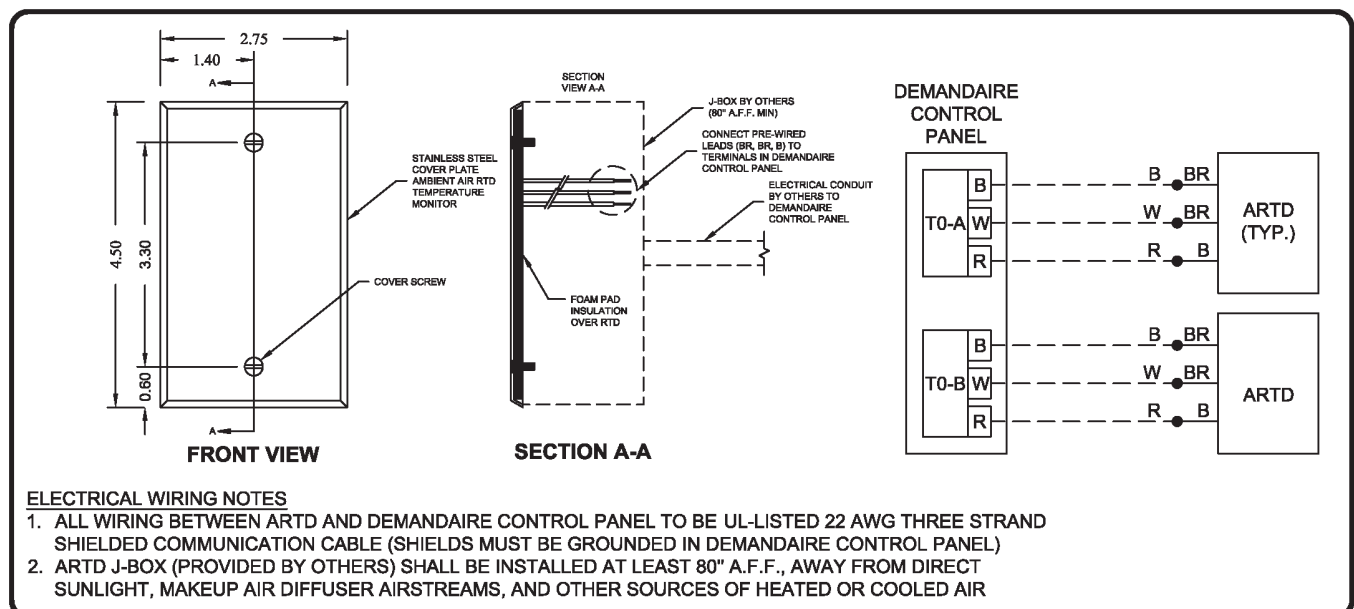 2.75
1.40
A
4.50
3.30
0.60
A
STAINLESS STEEL
COVER PLATE
AMBIENT AIR RTD
TEMPERATURE
MONITOR
COVER SCREW
FRONT VIEW
SECTION
VIEW A-A
J-BOX BY OTHERS
(80" A.F.F. MIN)
CONNECT PRE-WIRED
LEADS (BR, BR, B) TO
TERMINALS IN DEMANDAIRE
CONTROL PANEL
ELECTRICAL CONDUIT
BY OTHERS TO
DEMANDAIRE
CONTROL PANEL
FOAM PAD
INSULATION
OVER RTD
SECTION A-A
DEMANDAIRE
CONTROL
PANEL
B B BR
T0-A W W BR
R R B
ARTD
(TYP.)
B B BR
T0-B W W BR
R R B
ARTD
ELECTRICAL WIRING NOTES
1. ALL WIRING BETWEEN ARTD AND DEMANDAIRE CONTROL PANEL TO BE UL-LISTED 22 AWG THREE STRAND
SHIELDED COMMUNICATION CABLE (SHIELDS MUST BE GROUNDED IN DEMANDAIRE CONTROL PANEL)
2. ARTD J-BOX (PROVIDED BY OTHERS) SHALL BE INSTALLED AT LEAST 80" A.F.F., AWAY FROM DIRECT
SUNLIGHT, MAKEUP AIR DIFFUSER AIRSTREAMS, AND OTHER SOURCES OF HEATED OR COOLED AIR